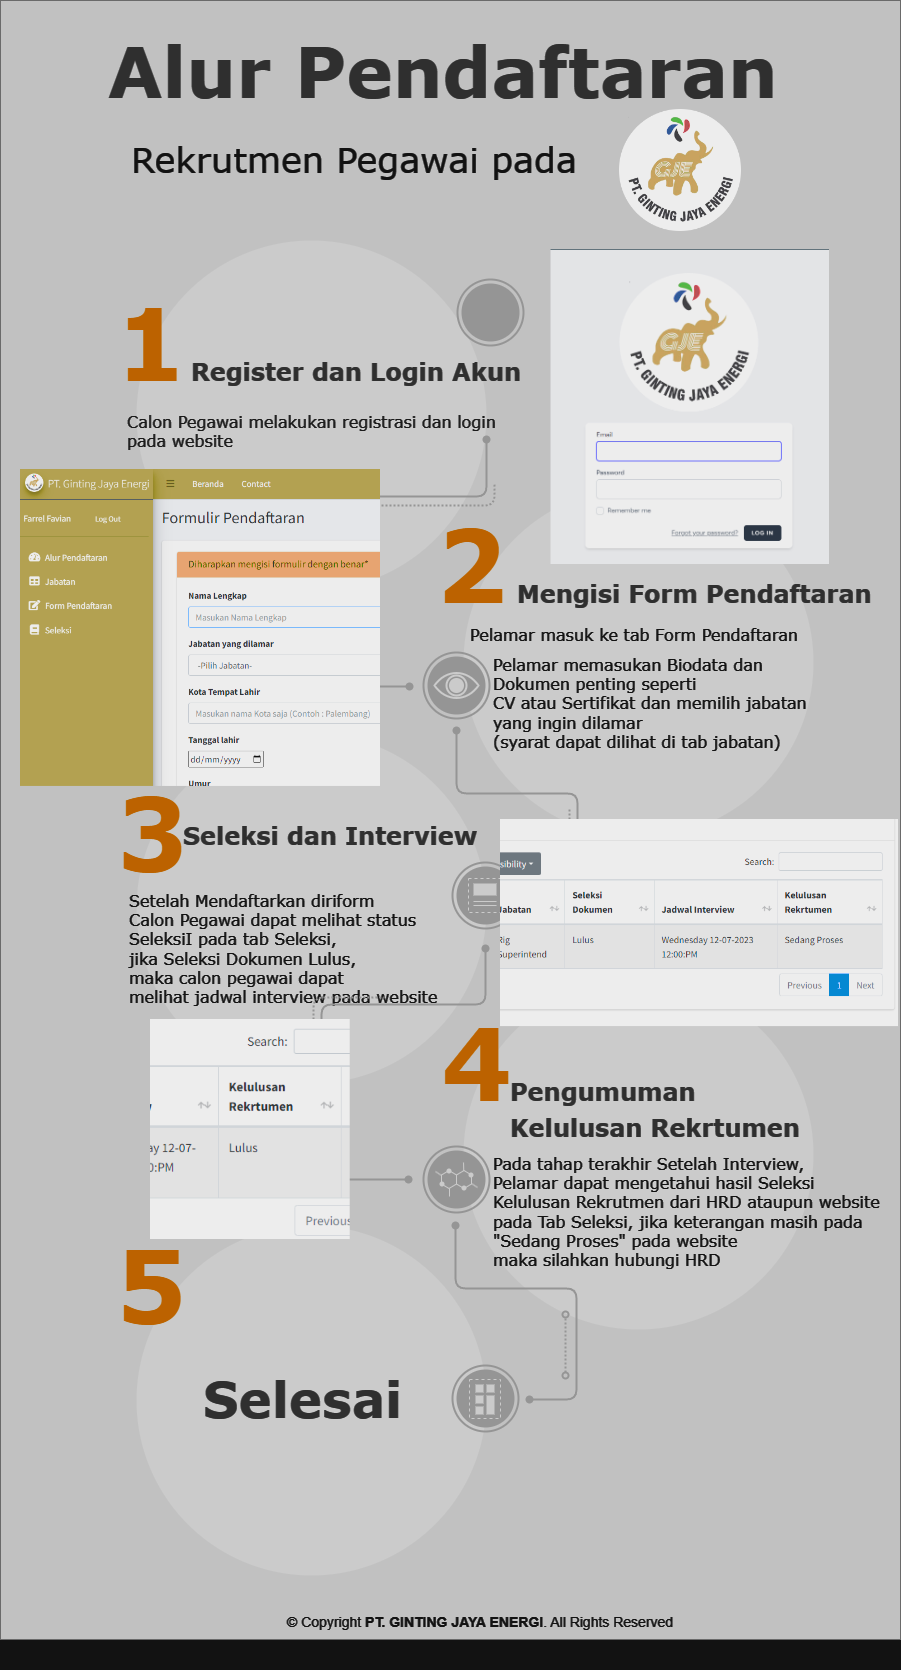 Alur Pendaftaran
Rekrutmen Pegawai pada
GJE
PT. GINTING JAYA ENERGI
1
Register dan Login Akun
Calon Pegawai melakukan registrasi dan login
pada website
GJE
PT. GINTING JAYA ENERGI
Email
Password
Remember me
Forgot your password?
LOG IN
PT. Ginting Jaya Energi
Beranda
Contact
Farrel Favian
Log Out
Alur Pendaftaran
Jabatan
Form Pendaftaran
Seleksi
Formulir Pendaftaran
Diharapkan mengisi formulir dengan benar*
Nama Lengkap
Masukan Nama Lengkap
Jabatan yang dilamar
-Pilih Jabatan-
Kota Tempat Lahir
Masukan nama Kota saja (Contoh : Palembang)
Tanggal lahir
dd/mm/yyyy
Umur
2
Mengisi Form Pendaftaran
Pelamar masuk ke tab Form Pendaftaran
Pelamar memasukan Biodata dan
Dokumen penting seperti
CV atau Sertifikat dan memilih jabatan
yang ingin dilamar
(syarat dapat dilihat di tab jabatan)
3
Seleksi dan Interview
Setelah Mendaftarkan diriform
Calon Pegawai dapat melihat status
SeleksiI pada tab Seleksi,
jika Seleksi Dokumen Lulus,
maka calon pegawai dapat
melihat jadwal interview pada website
sibility
Search:
Jabatan
Seleksi
Dokumen
Jadwal Interview
Kelulusan
Rekrtumen
Rig
Superintend
Lulus
Wednesday 12-07-2023
12:00:PM
Sedang Proses
Previous
1
Next
Search:
Kelulusan
Rekrtumen
ay 12-07-
0:PM
Lulus
Previous
4
Pengumuman
Kelulusan Rekrtumen
Pada tahap terakhir Setelah Interview,
Pelamar dapat mengetahui hasil Seleksi
Kelulusan Rekrutmen dari HRD ataupun website
pada Tab Seleksi, jika keterangan masih pada
"Sedang Proses" pada website
maka silahkan hubungi HRD
5
Selesai
© Copyright PT. GINTING JAYA ENERGI. All Rights Reserved